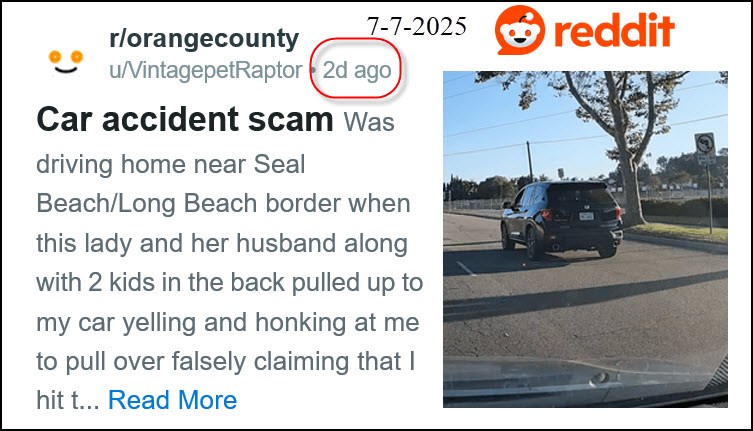 r/orangecounty
7-7-2025
reddit
u/VintagepetRaptor • 2d ago
Car accident scam Was
driving home near Seal
Beach/Long Beach border when
this lady and her husband along
with 2 kids in the back pulled up to
my car yelling and honking at me
to pull over falsely claiming that I
hit t... Read More